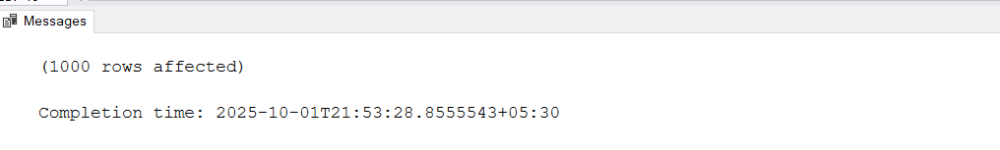 Messages
(1000 rows affected)
Completion time: 2025-10-01T21:53:28.8555543+05:30